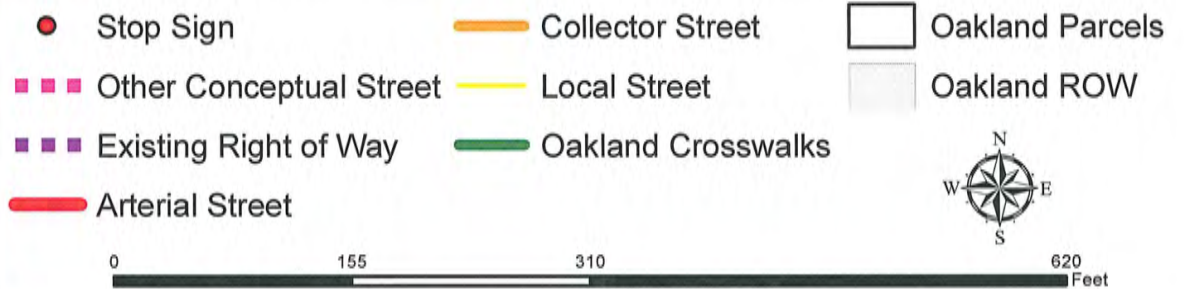 Stop Sign
Other Conceptual Street
Existing Right of Way
Arterial Street
Collector Street
Local Street
Oakland Crosswalks
Oakland Parcels
Oakland ROW
N
W E
S
0 155 310 620
Feet